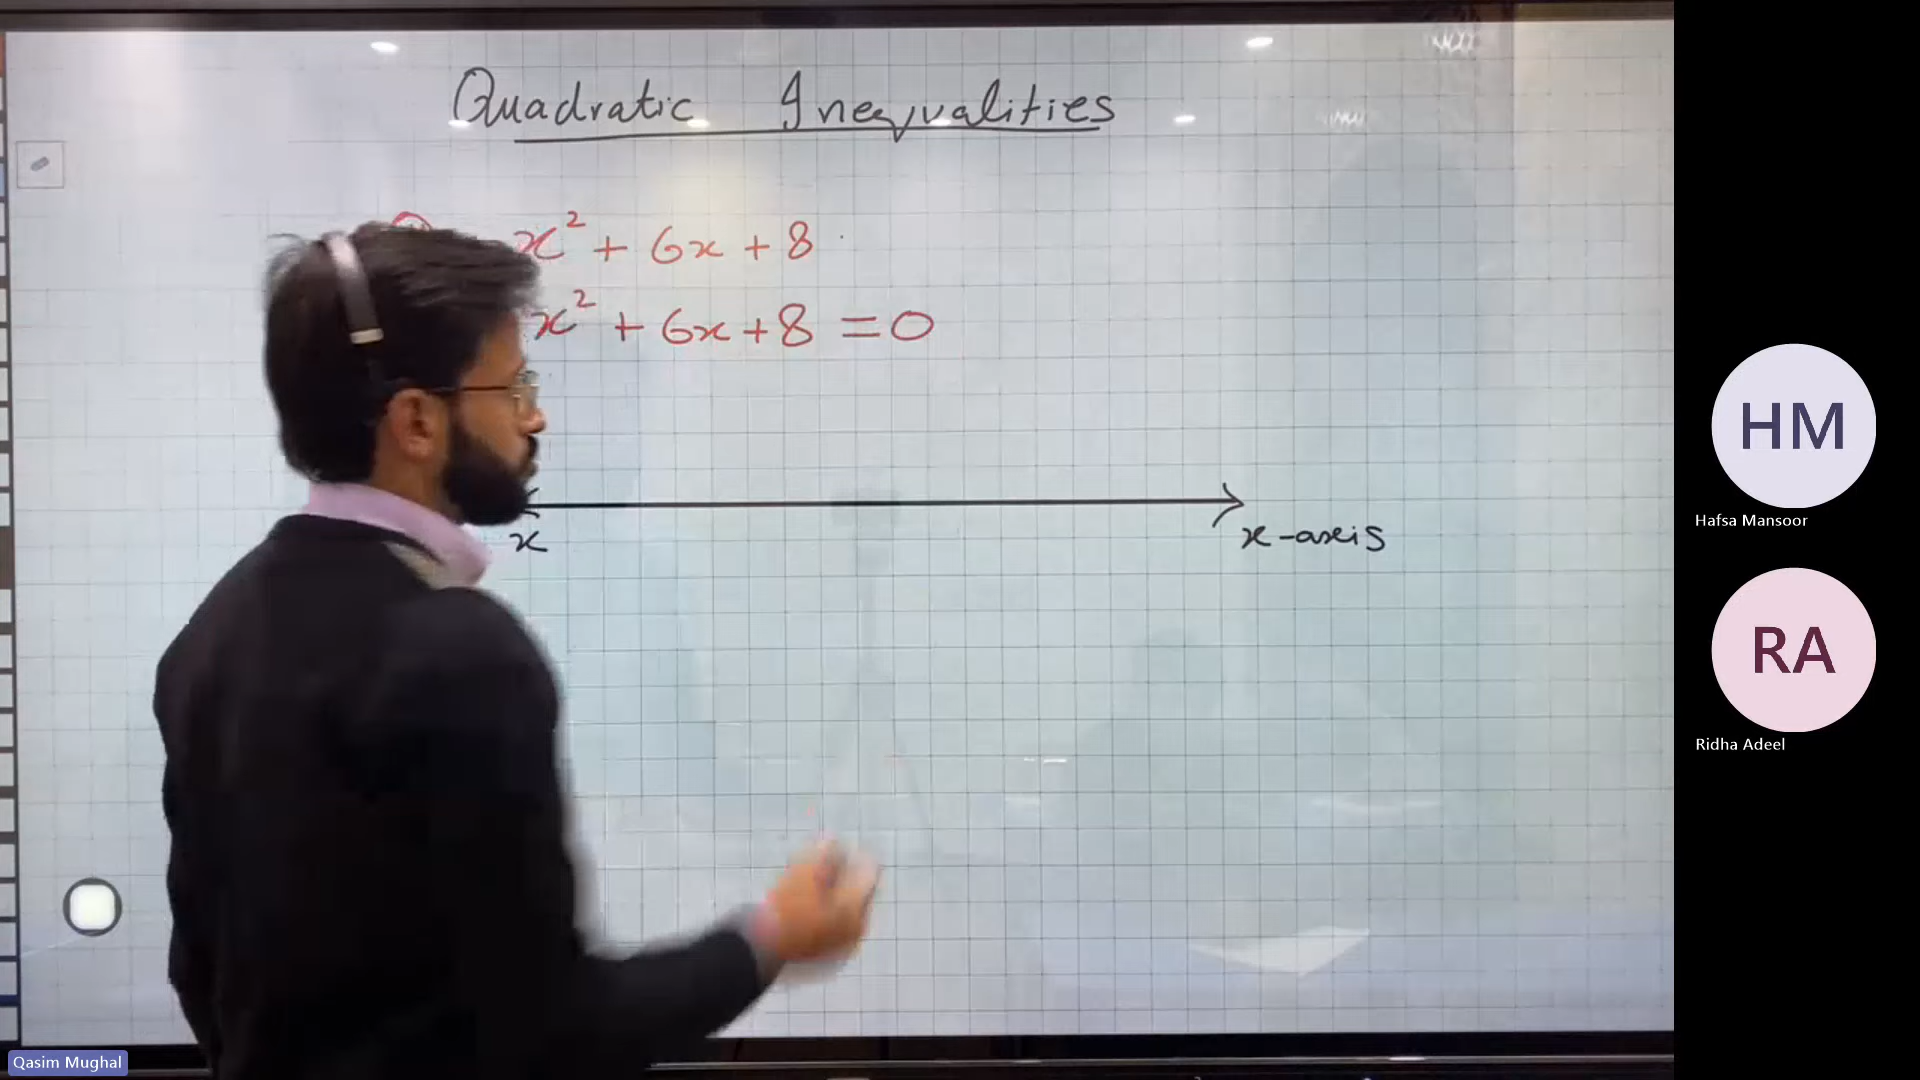 Quadratic Inequalities
x² + 6x + 8
x² + 6x + 8 = 0
x
x-axis
HM
Hafsa Mansoor
RA
Ridha Adeel
Qasim Mughal